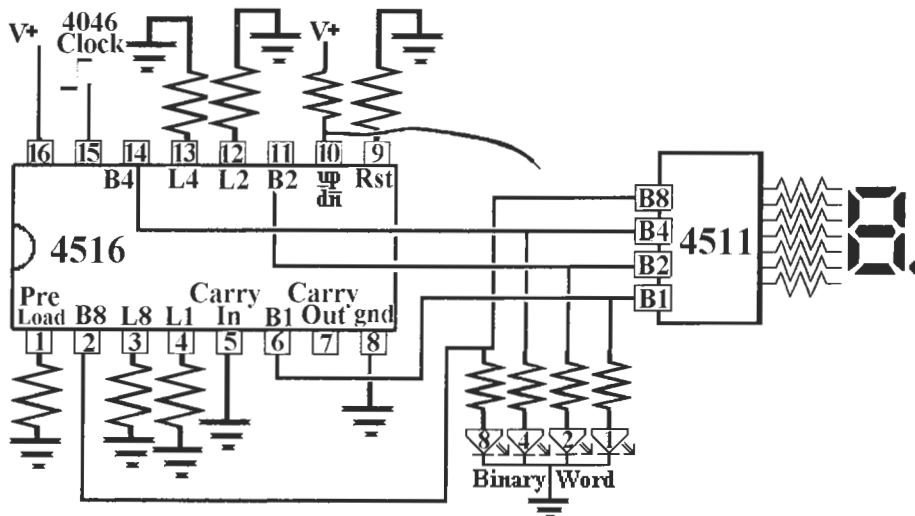 V+
4046
Clock
V+
16 15 14 13 12 11 10 9
B4 L4 L2 B2 up Rst
dn
4516
Pre
Load B8 L8 L1 Carry In B1 Carry Out gnd
1 2 3 4 5 6 7 8
B8
B4
B2
B1
4511
8 4 2 1
Binary Word